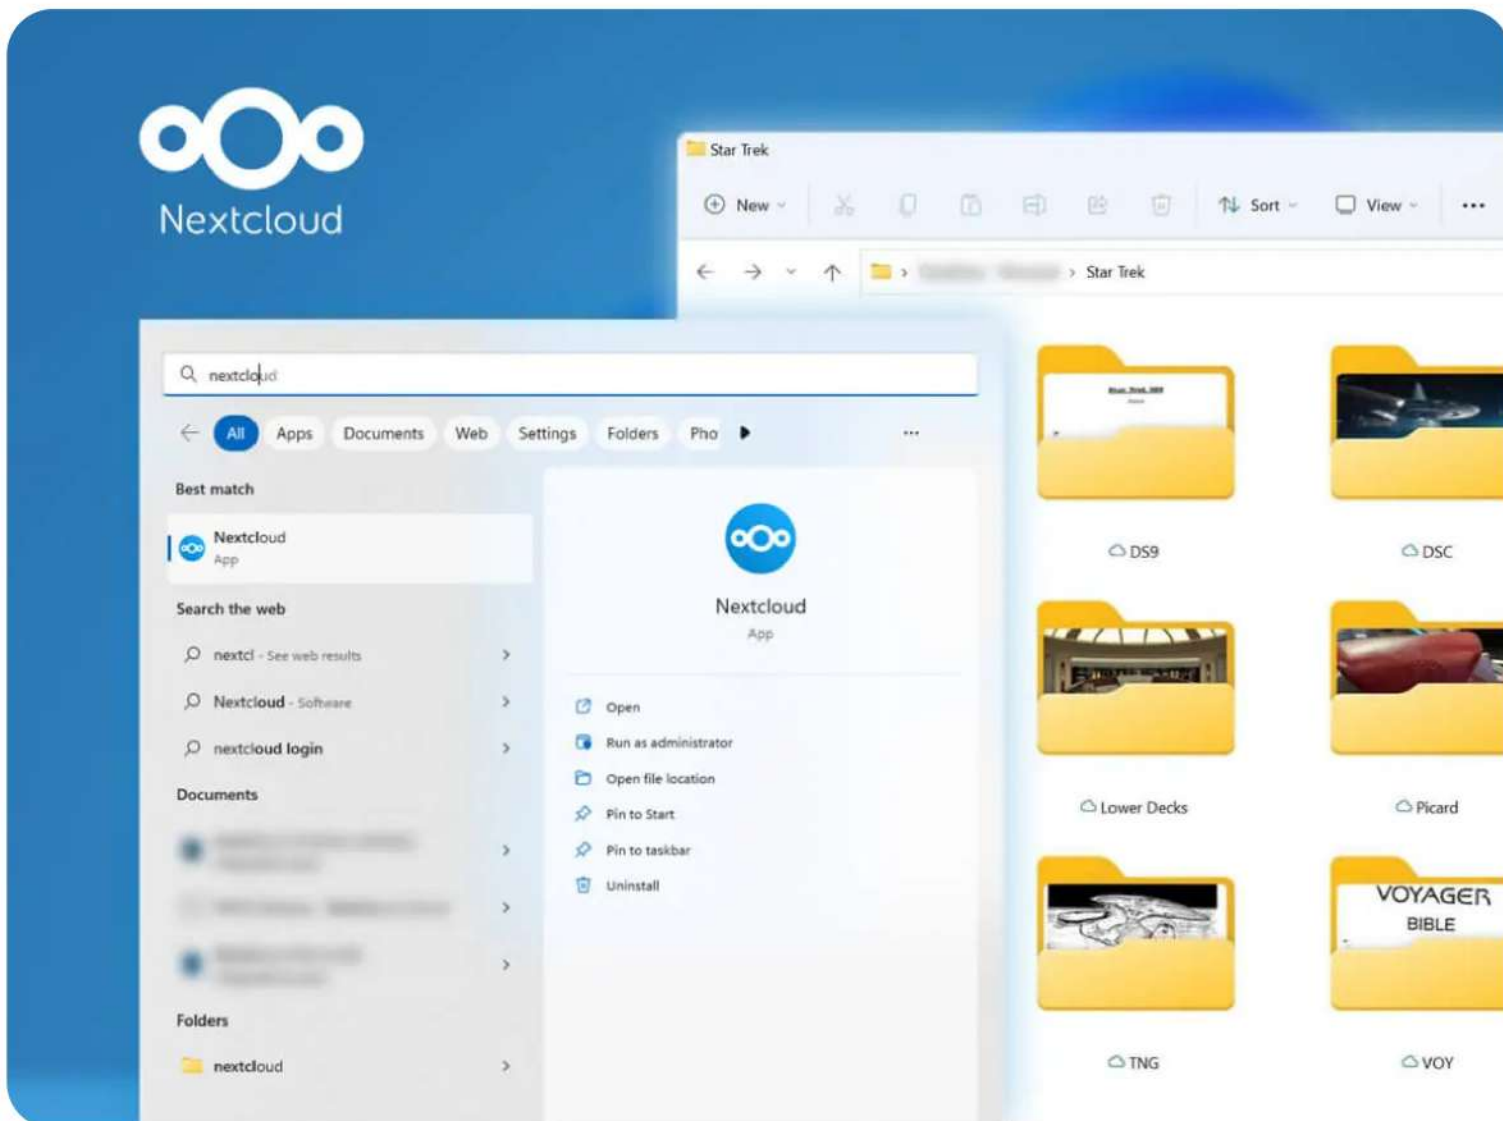 Nextcloud
Star Trek
New
Sort
View
Star Trek
nextcloud
All Apps Documents Web Settings Folders Pho
Best match
Nextcloud
App
Search the web
nextcl - See web results
Nextcloud - Software
nextcloud login
Documents
Folders
nextcloud
Nextcloud
App
Open
Run as administrator
Open file location
Pin to Start
Pin to taskbar
Uninstall
DS9
DSC
Lower Decks
Picard
TNG
VOYAGER
BIBLE
VOY